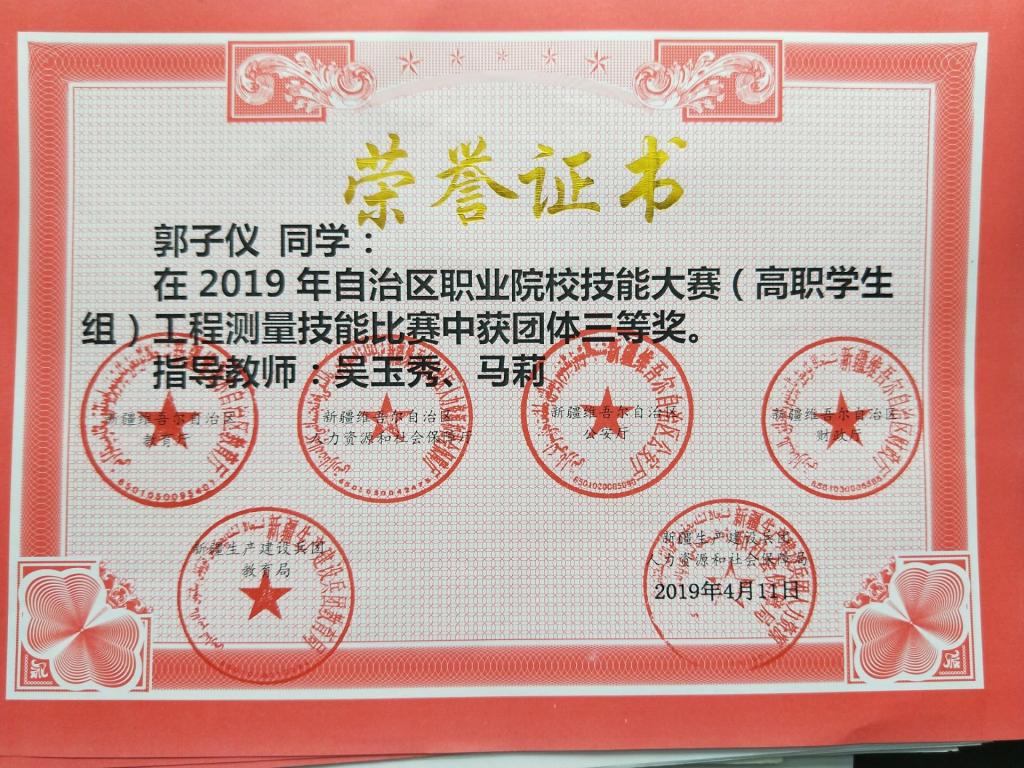 荣誉证书
郭子仪 同学：
在 2019 年自治区职业院校技能大赛（高职学生
组）工程测量技能比赛中获团体三等奖。
指导教师：吴玉秀、马莉
新疆维吾尔自治区
教育厅
新疆维吾尔自治区
人力资源和社会保障厅
新疆维吾尔自治区
公安厅
新疆维吾尔自治区
财政厅
新疆生产建设兵团
教育局
新疆生产建设兵团
人力资源和社会保障局
2019年4月11日